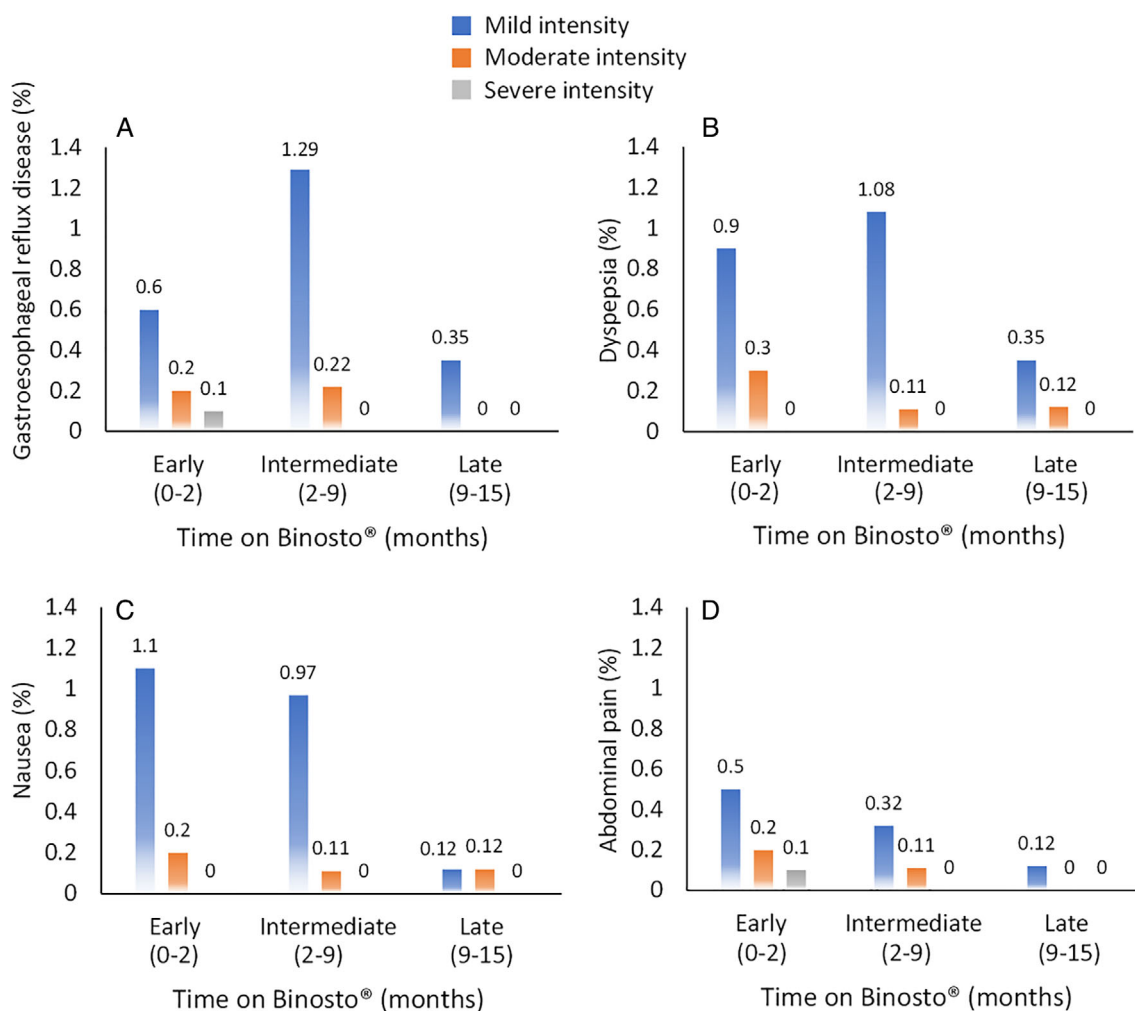 Mild intensity
Moderate intensity
Severe intensity
A
Gastroesophageal reflux disease (%)
1.4
1.2
1
0.8
0.6
0.4
0.2
0
0.6
0.2
0.1
1.29
0.22
0
0.35
0
0
Early
(0-2)
Intermediate
(2-9)
Late
(9-15)
Time on Binosto® (months)
B
Dyspepsia (%)
1.4
1.2
1
0.8
0.6
0.4
0.2
0
0.9
0.3
0
1.08
0.11
0
0.35
0.12
0
Early
(0-2)
Intermediate
(2-9)
Late
(9-15)
Time on Binosto® (months)
C
Nausea (%)
1.4
1.2
1
0.8
0.6
0.4
0.2
0
1.1
0.2
0
0.97
0.11
0
0.12
0.12
0
Early
(0-2)
Intermediate
(2-9)
Late
(9-15)
Time on Binosto® (months)
D
Abdominal pain (%)
1.4
1.2
1
0.8
0.6
0.4
0.2
0
0.5
0.2
0.1
0.32
0.11
0
0.12
0
0
Early
(0-2)
Intermediate
(2-9)
Late
(9-15)
Time on Binosto® (months)